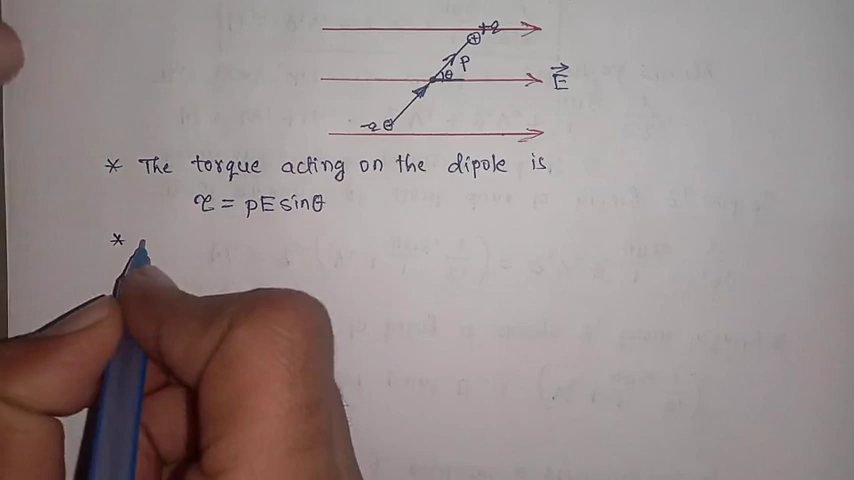 +q
p
θ
E
-q
* The torque acting on the dipole is.
τ = pE sinθ
*